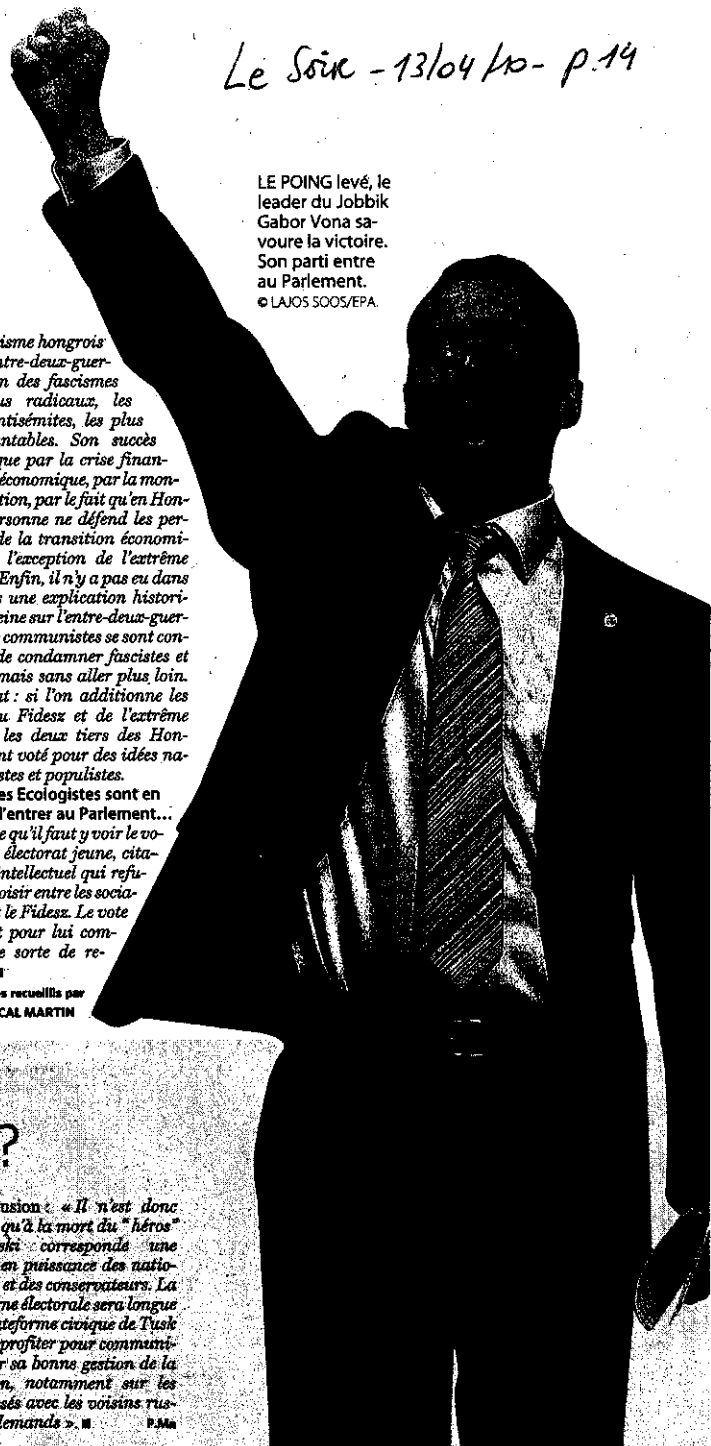 Le Soir - 13/04/10 - p.14
LE POING levé, le
leader du Jobbik
Gabor Vona sa-
voure la victoire.
Son parti entre
au Parlement.
© LAJOS SOOS/EPA.
isme hongrois
ntre-deux-guer-
n des fascismes
us radicaux, les
ntisémites, les plus
ntables. Son succès
que par la crise finan-
économique, par la mon-
tion, par le fait qu'en Hon-
rsonne ne défend les per-
de la transition économi-
l'exception de l'extrême
Enfin, il n'y a pas eu dans
s une explication histori-
eine sur l'entre-deux-guer-
communistes se sont con-
de condamner fascistes et
mais sans aller plus loin.
at : si l'on additionne les
u Fidesz et de l'extrême
les deux tiers des Hon-
nt voté pour des idées na-
stes et populistes.
es Ecologistes sont en
d'entrer au Parlement…
e qu'il faut y voir le vo-
électorat jeune, cita-
intellectuel qui refu-
oisir entre les socia-
t le Fidesz. Le vote
t pour lui com-
e sorte de re-
s recueillis par
CAL MARTIN
?
usion : « Il n'est donc
qu'à la mort du "héros"
ski corresponde une
en puissance des natio-
et des conservateurs. La
ne électorale sera longue
ateforme civique de Tusk
profiter pour communi-
r sa bonne gestion de la
n, notamment sur les
sés avec les voisins rus-
lemands ». ■ P.Ma